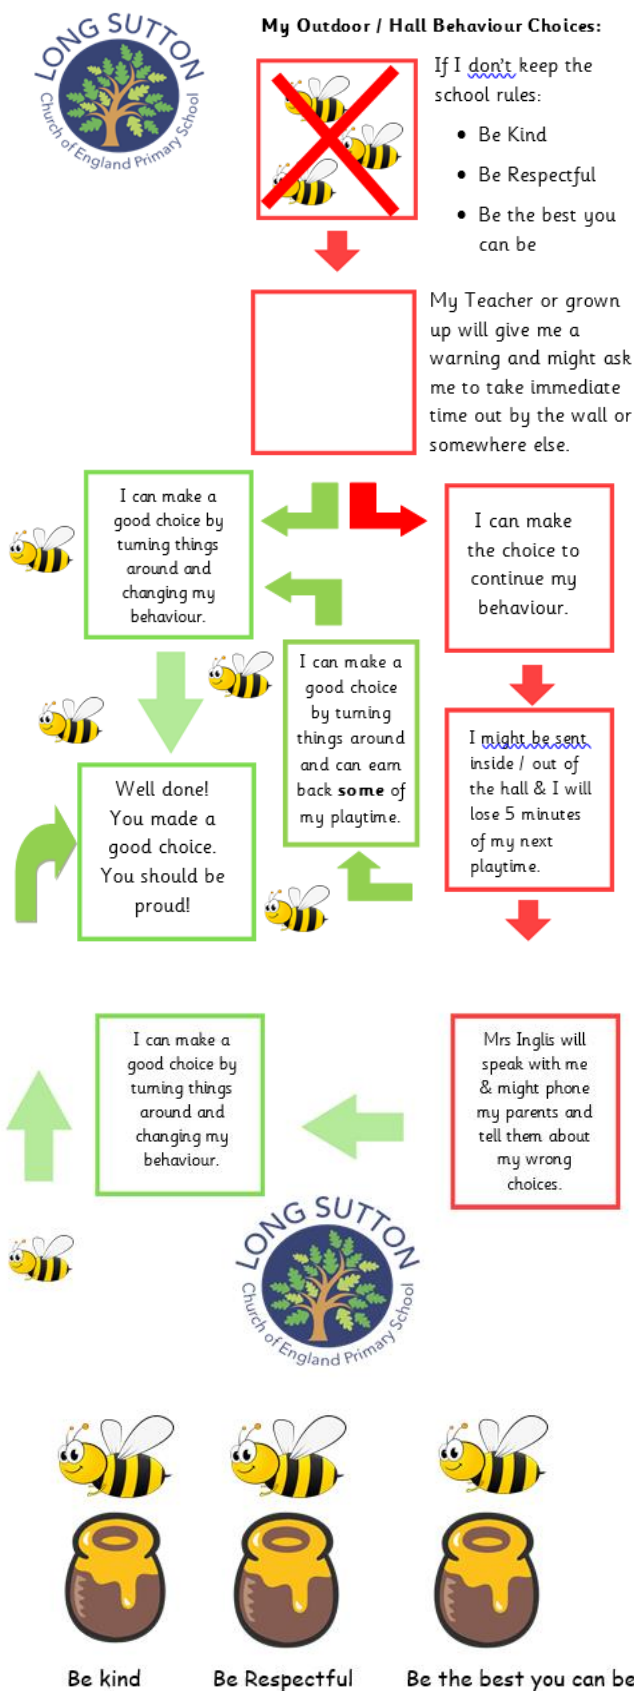 LONG SUTTON
Church of England Primary School
My Outdoor / Hall Behaviour Choices:
If I don't keep the
school rules:
• Be Kind
• Be Respectful
• Be the best you
can be
My Teacher or grown
up will give me a
warning and might ask
me to take immediate
time out by the wall or
somewhere else.
I can make a
good choice by
turning things
around and
changing my
behaviour.
I can make
the choice to
continue my
behaviour.
I can make a
good choice
by turning
things around
and can earn
back some of
my playtime.
I might be sent
inside / out of
the hall & I will
lose 5 minutes
of my next
playtime.
Well done!
You made a
good choice.
You should be
proud!
I can make a
good choice by
turning things
around and
changing my
behaviour.
Mrs Inglis will
speak with me
& might phone
my parents and
tell them about
my wrong
choices.
LONG SUTTON
Church of England Primary School
Be kind
Be Respectful
Be the best you can be